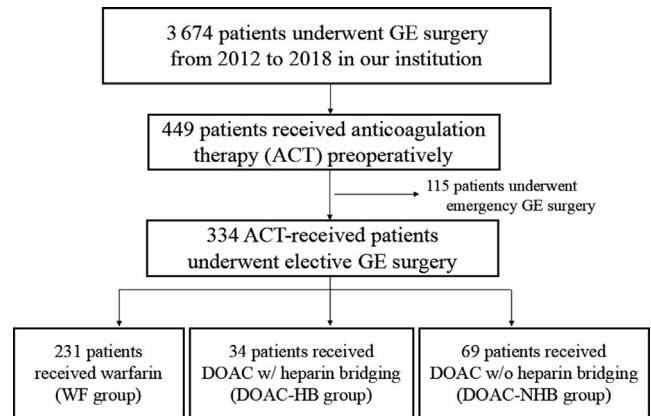 3 674 patients underwent GE surgery
from 2012 to 2018 in our institution
449 patients received anticoagulation
therapy (ACT) preoperatively
115 patients underwent
emergency GE surgery
334 ACT-received patients
underwent elective GE surgery
231 patients
received warfarin
(WF group)
34 patients received
DOAC w/ heparin bridging
(DOAC-HB group)
69 patients received
DOAC w/o heparin bridging
(DOAC-NHB group)